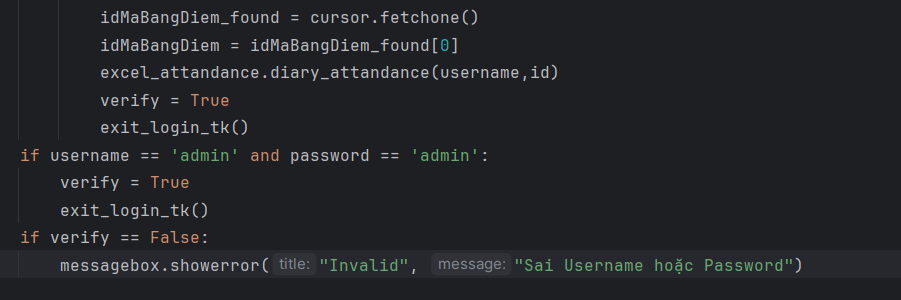 idMaBangDiem_found = cursor.fetchone()
idMaBangDiem = idMaBangDiem_found[0]
excel_attandance.diary_attandance(username,id)
verify = True
exit_login_tk()
if username == 'admin' and password == 'admin':
verify = True
exit_login_tk()
if verify == False:
messagebox.showerror( title: "Invalid", message: "Sai Username hoặc Password")